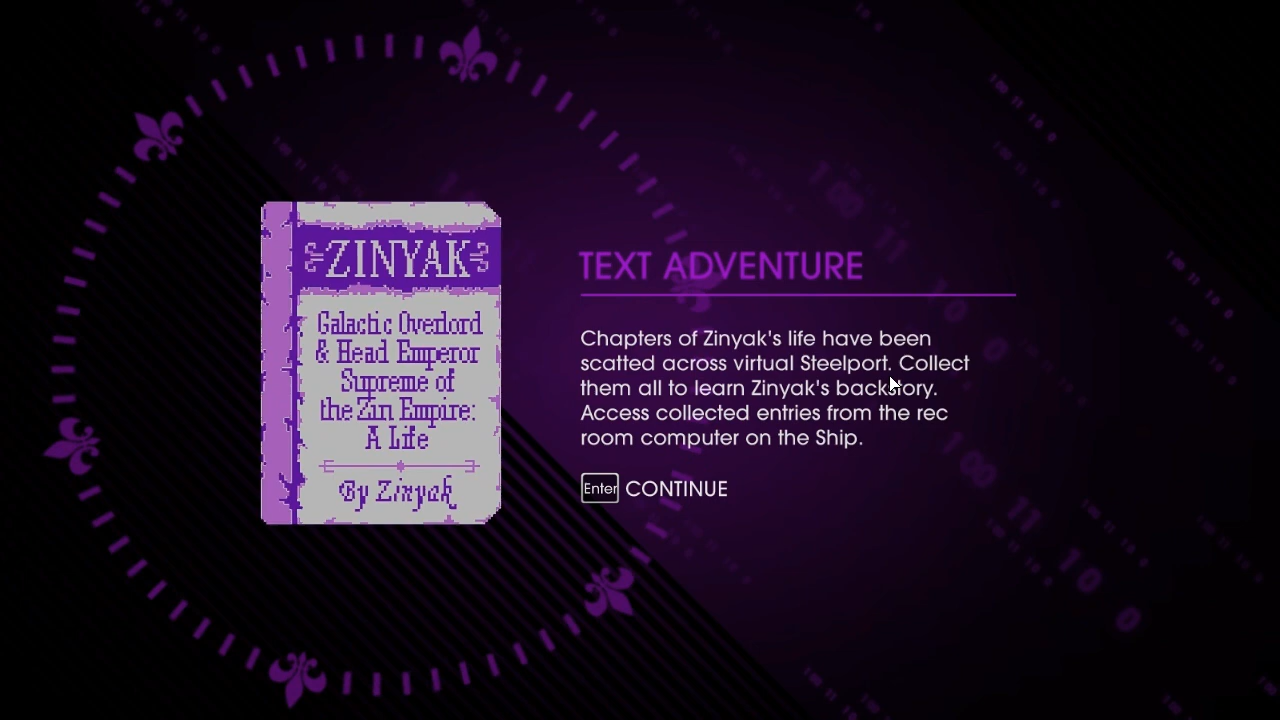 ZINYAK
Galactic Overlord
& Head Emperor
Supreme of
the Zin Empire:
A Life
By Zinyak
TEXT ADVENTURE
Chapters of Zinyak's life have been
scatted across virtual Steelport. Collect
them all to learn Zinyak's backstory.
Access collected entries from the rec
room computer on the Ship.
Enter CONTINUE